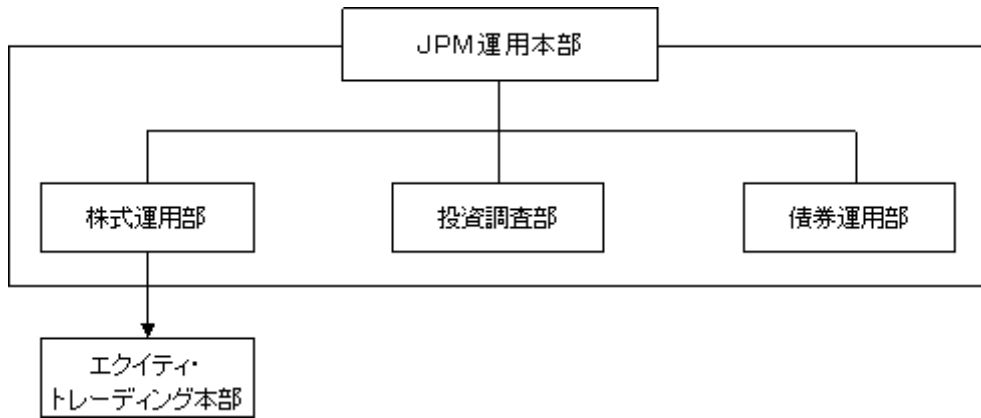 JPM運用本部
株式運用部
投資調査部
債券運用部
エクイティ・
トレーディング本部